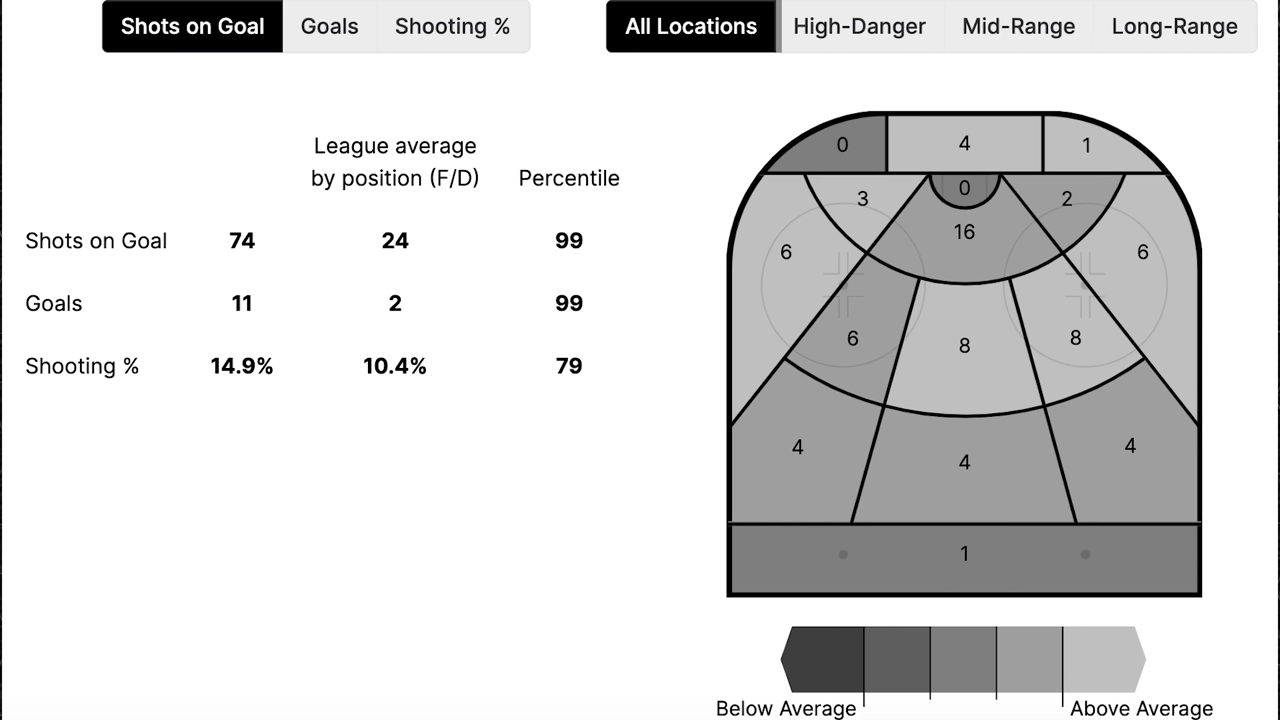 Shots on Goal Goals Shooting % All Locations High-Danger Mid-Range Long-Range
League average
by position (F/D) Percentile
Shots on Goal 74 24 99
Goals 11 2 99
Shooting % 14.9% 10.4% 79
0 4 1
3 0 2
16
6 6
6 8 8
4 4 4
1
Below Average Above Average